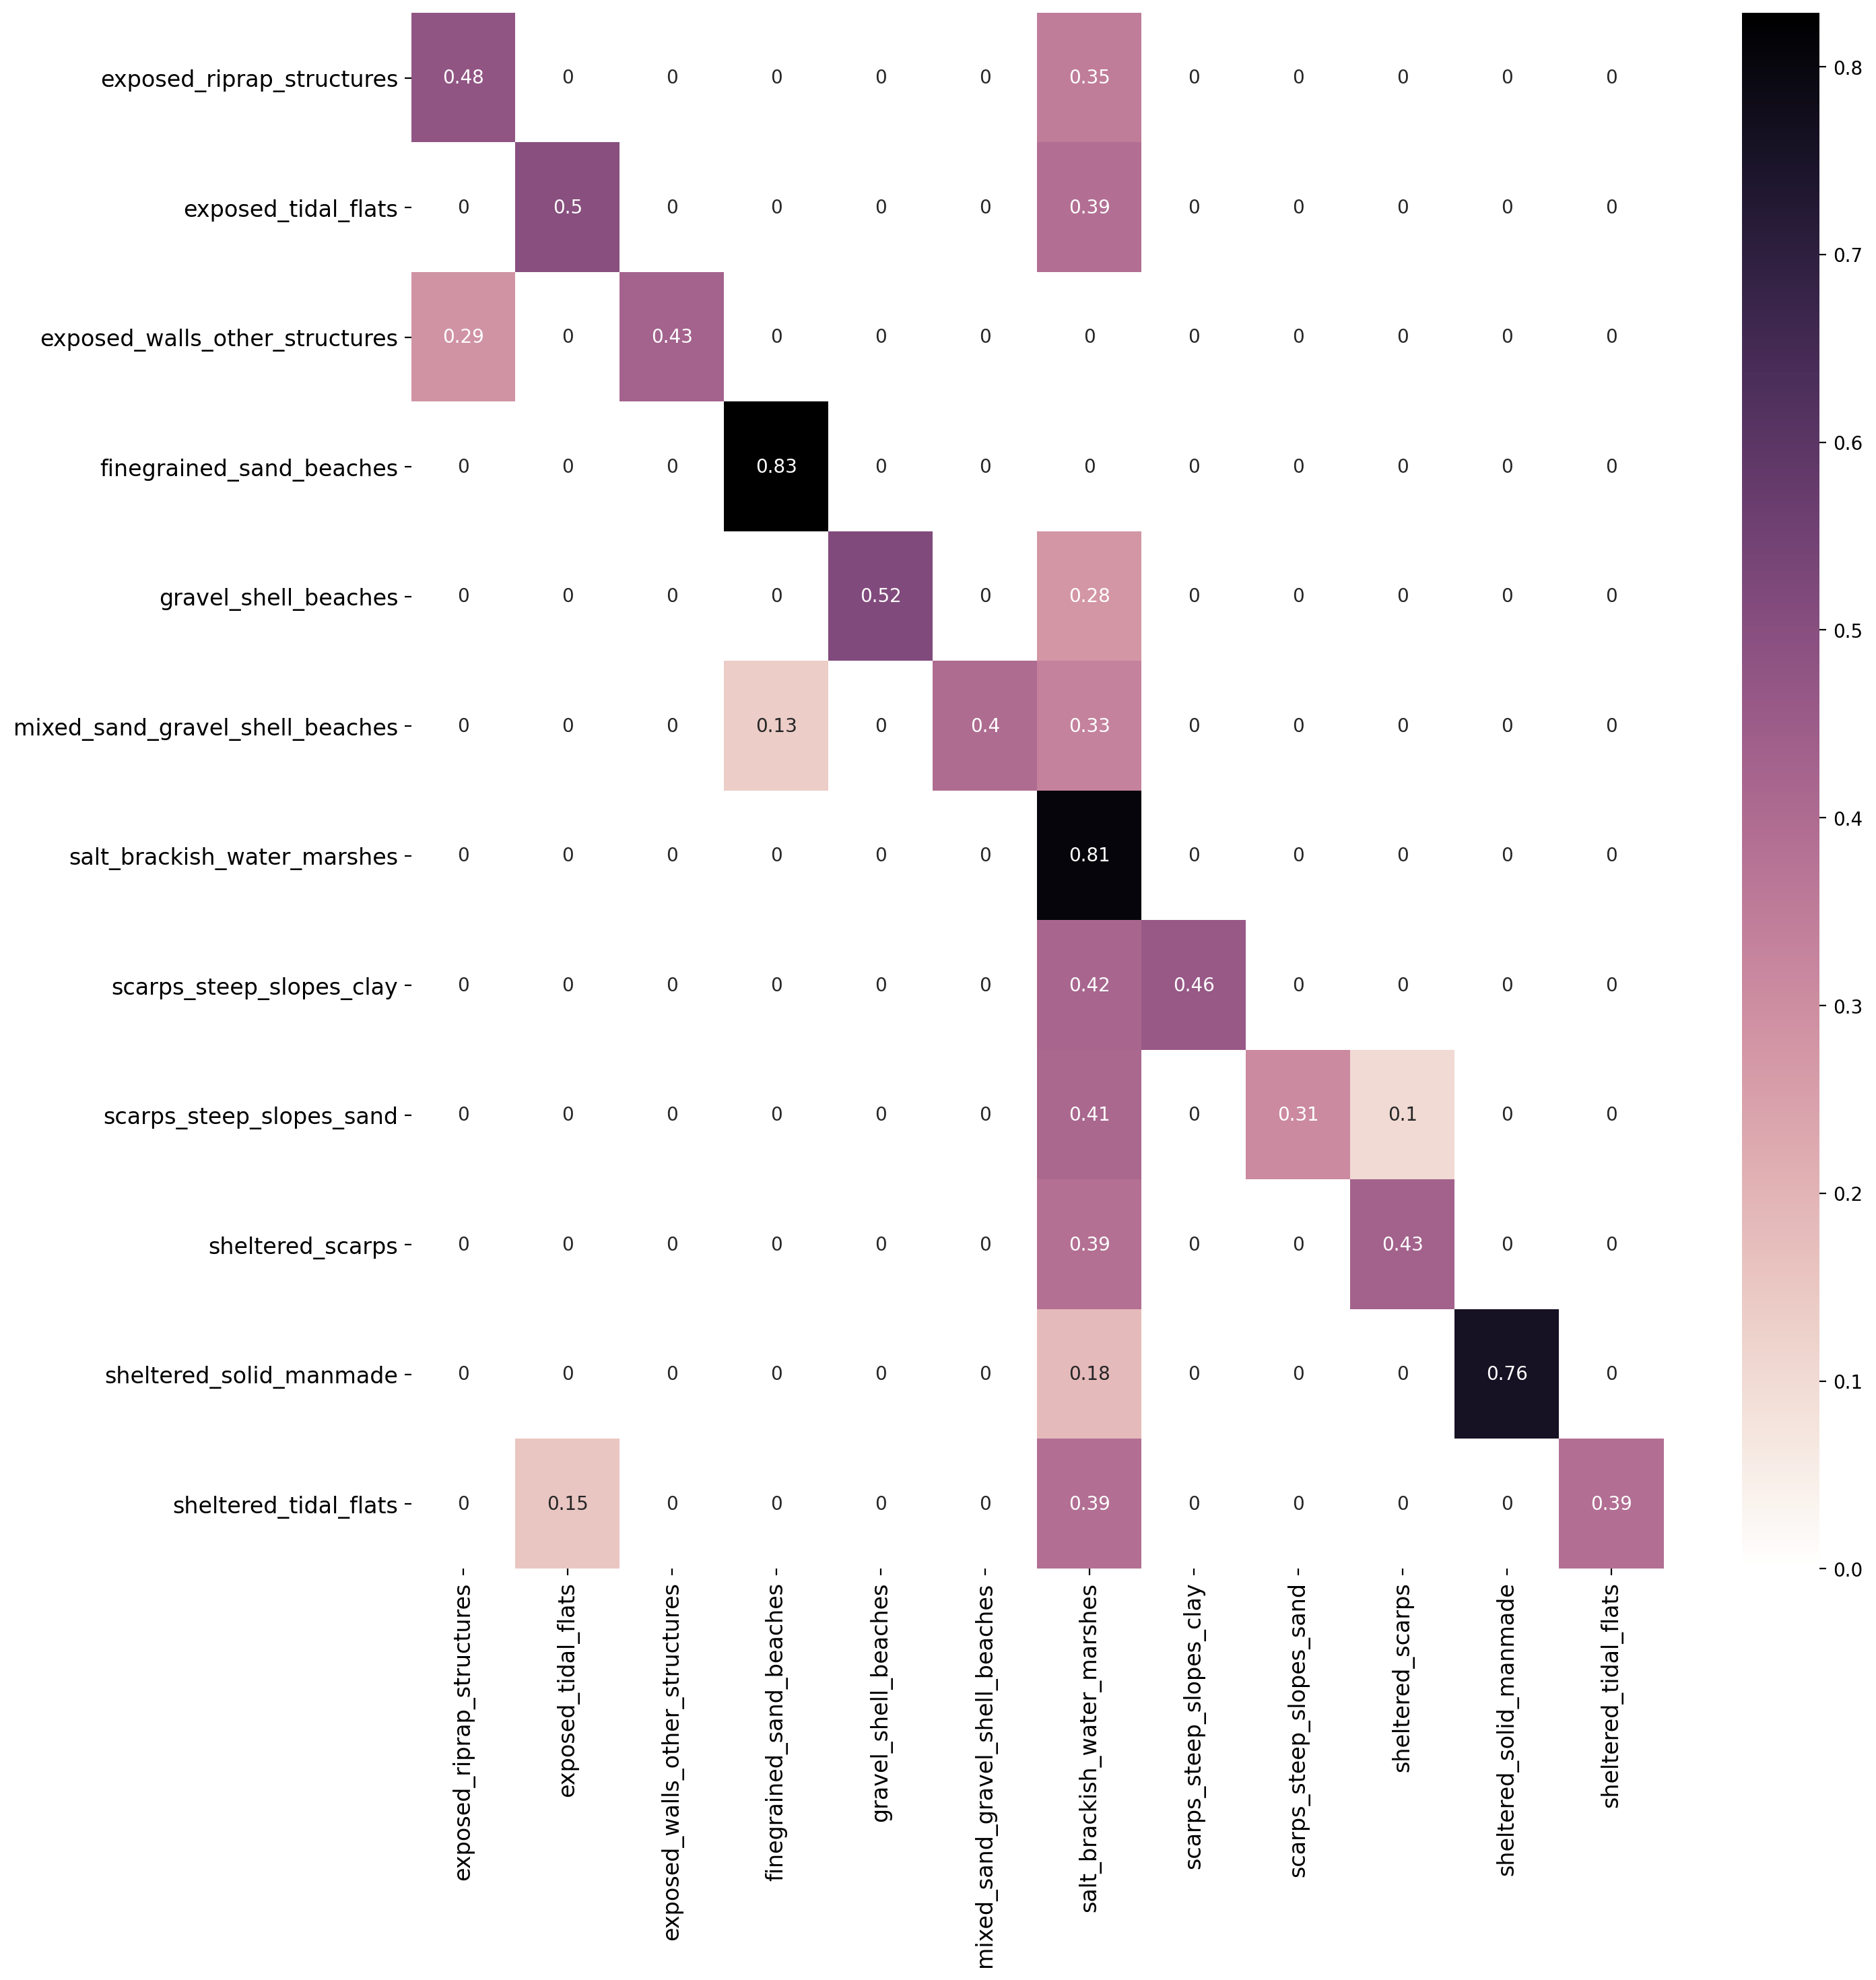 exposed_riprap_structures 0.48 0 0 0 0 0 0.35 0 0 0 0 0
exposed_tidal_flats 0 0.5 0 0 0 0 0.39 0 0 0 0 0
exposed_walls_other_structures 0.29 0 0.43 0 0 0 0 0 0 0 0 0
finegrained_sand_beaches 0 0 0 0.83 0 0 0 0 0 0 0 0
gravel_shell_beaches 0 0 0 0 0.52 0 0.28 0 0 0 0 0
mixed_sand_gravel_shell_beaches 0 0 0 0.13 0 0.4 0.33 0 0 0 0 0
salt_brackish_water_marshes 0 0 0 0 0 0 0.81 0 0 0 0 0
scarps_steep_slopes_clay 0 0 0 0 0 0 0.42 0.46 0 0 0 0
scarps_steep_slopes_sand 0 0 0 0 0 0 0.41 0 0.31 0.1 0 0
sheltered_scarps 0 0 0 0 0 0 0.39 0 0 0.43 0 0
sheltered_solid_manmade 0 0 0 0 0 0 0.18 0 0 0 0.76 0
sheltered_tidal_flats 0 0.15 0 0 0 0 0.39 0 0 0 0 0.39
exposed_riprap_structures
exposed_tidal_flats
exposed_walls_other_structures
finegrained_sand_beaches
gravel_shell_beaches
mixed_sand_gravel_shell_beaches
salt_brackish_water_marshes
scarps_steep_slopes_clay
scarps_steep_slopes_sand
sheltered_scarps
sheltered_solid_manmade
sheltered_tidal_flats
0.8
0.7
0.6
0.5
0.4
0.3
0.2
0.1
0.0